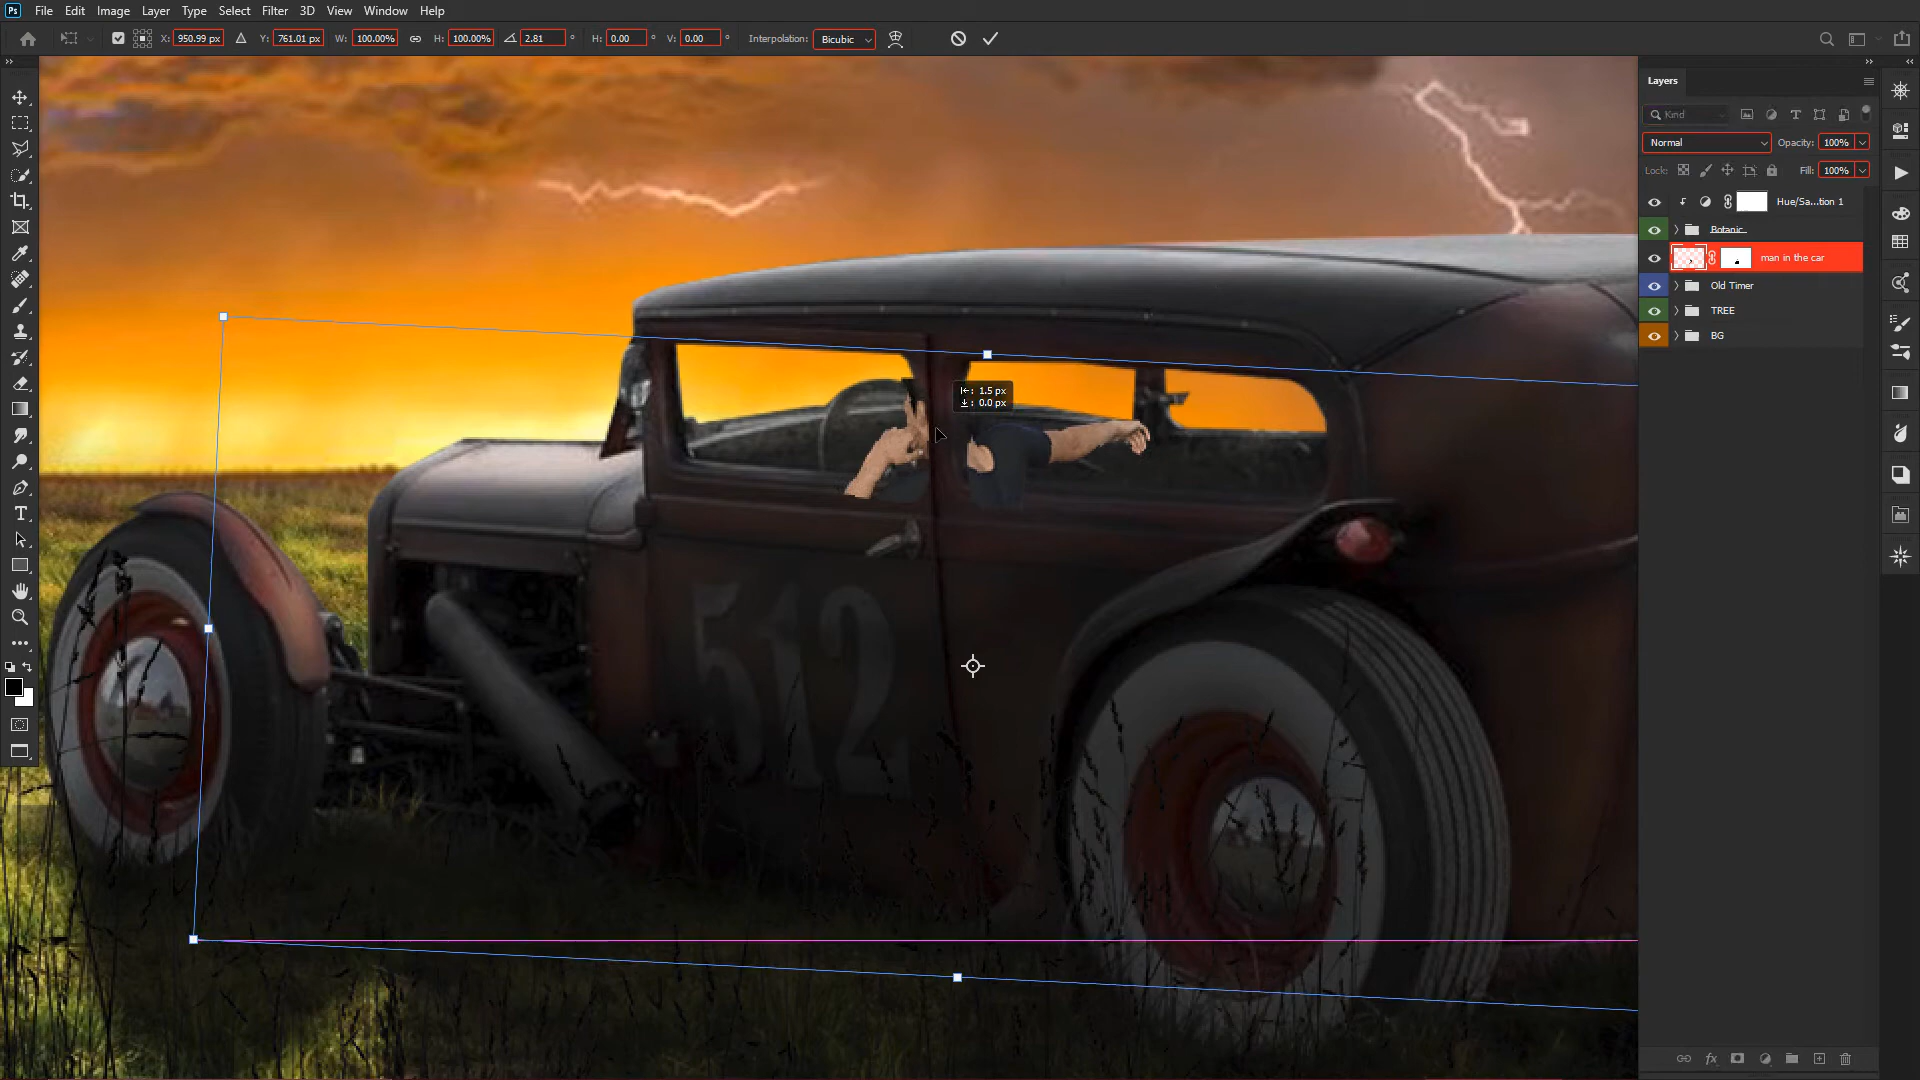 Ps File Edit Image Layer Type Select Filter 3D View Window Help
X: 950.99 px Y: 761.01 px W: 100.00% H: 100.00% 2.81 ° H: 0.00 ° V: 0.00 ° Interpolation: Bicubic
Layers
Kind
Normal Opacity: 100%
Lock: Fill: 100%
Hue/Sa...tion 1
Botanic
man in the car
Old Timer
TREE
BG
: 1.5 px
: 0.0 px
512